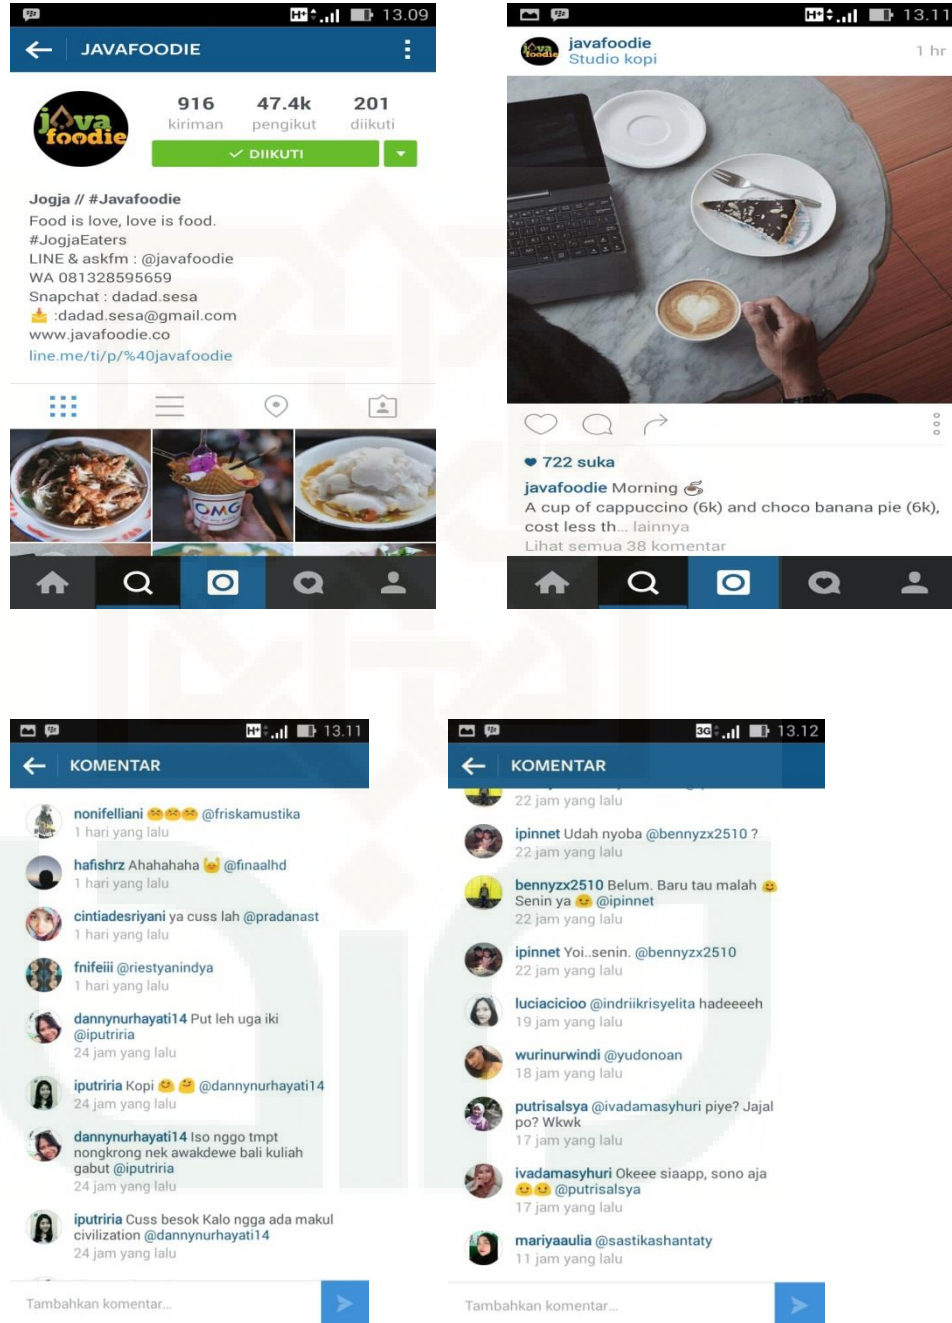 13.09
JAVAFOODIE
java
foodie
916 47.4k 201
kiriman pengikut diikuti
DIIKUTI
Jogja // #Javafoodie
Food is love, love is food.
#JogjaEaters
LINE & askfm : @javafoodie
WA 081328595659
Snapchat : dadad.sesa
:dadad.sesa@gmail.com
www.javafoodie.co
line.me/ti/p/%40javafoodie
OMG
H+ 13.11
javafoodie
Studio kopi
1 hr
722 suka
javafoodie Morning
A cup of cappuccino (6k) and choco banana pie (6k),
cost less th... lainnya
Lihat semua 38 komentar
H+ 13.11
KOMENTAR
nonifelliani @friskamustika
1 hari yang lalu
hafishrz Ahahahaha @finaalhd
1 hari yang lalu
cintiadesriyani ya cuss lah @pradanast
1 hari yang lalu
fnifeiii @riestyanindya
1 hari yang lalu
dannynurhayati14 Put leh uga iki
@iputriria
24 jam yang lalu
iputriria Kopi @dannynurhayati14
24 jam yang lalu
dannynurhayati14 Iso nggo tmpt
nongkrong nek awakdewe bali kuliah
gabut @iputriria
24 jam yang lalu
iputriria Cuss besok Kalo ngga ada makul
civilization @dannynurhayati14
24 jam yang lalu
Tambahkan komentar...
3G 13.12
KOMENTAR
22 jam yang lalu
ipinnet Udah nyoba @bennyzx2510 ?
22 jam yang lalu
bennyzx2510 Belum. Baru tau malah
Senin ya @ipinnet
22 jam yang lalu
ipinnet Yoi..senin. @bennyzx2510
22 jam yang lalu
luciacicioo @indriikrisyelita hadeeeeh
19 jam yang lalu
wurinurwindi @yudonoan
18 jam yang lalu
putrisalsya @ivadamasyhuri piye? Jajal
po? Wkwk
17 jam yang lalu
ivadamasyhuri Okeee siaapp, sono aja
@putrisalsya
17 jam yang lalu
mariyaaulia @sastikashantaty
11 jam yang lalu
Tambahkan komentar...